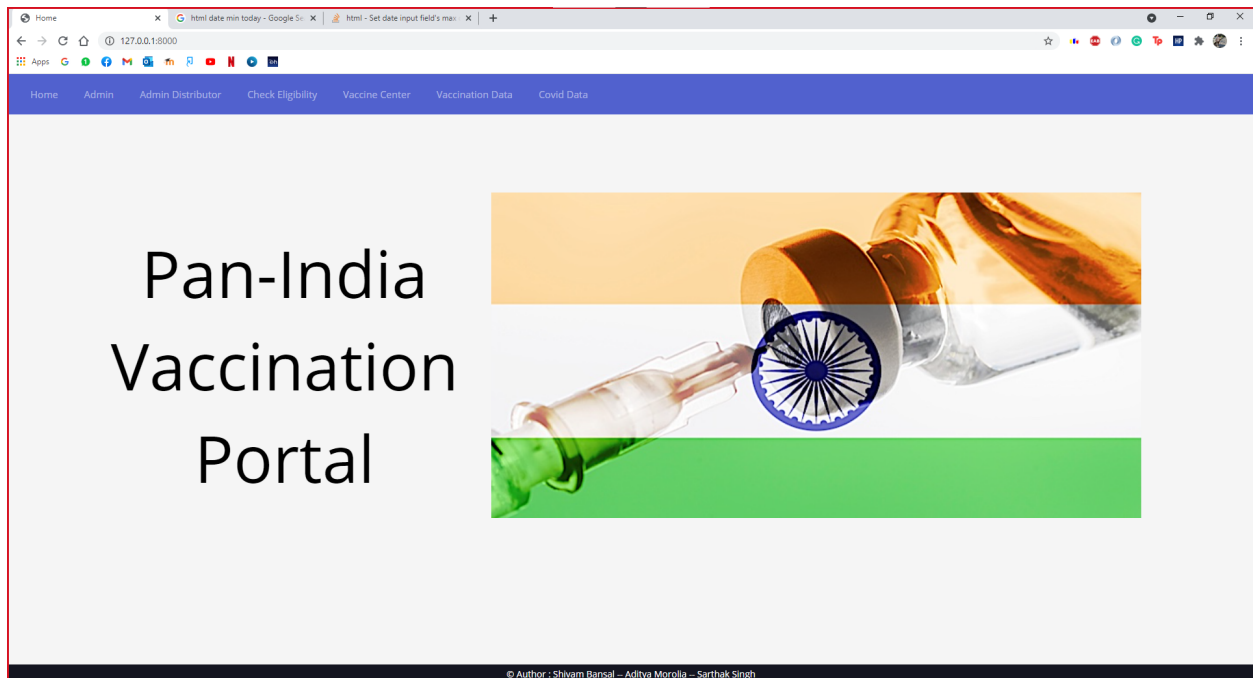 Home
html date min today - Google Se
html - Set date input field's max
127.0.0.1:8000
Apps
Home Admin Admin Distributor Check Eligibility Vaccine Center Vaccination Data Covid Data
Pan-India
Vaccination
Portal
© Author : Shivam Bansal -- Aditya Morolia -- Sarthak Singh